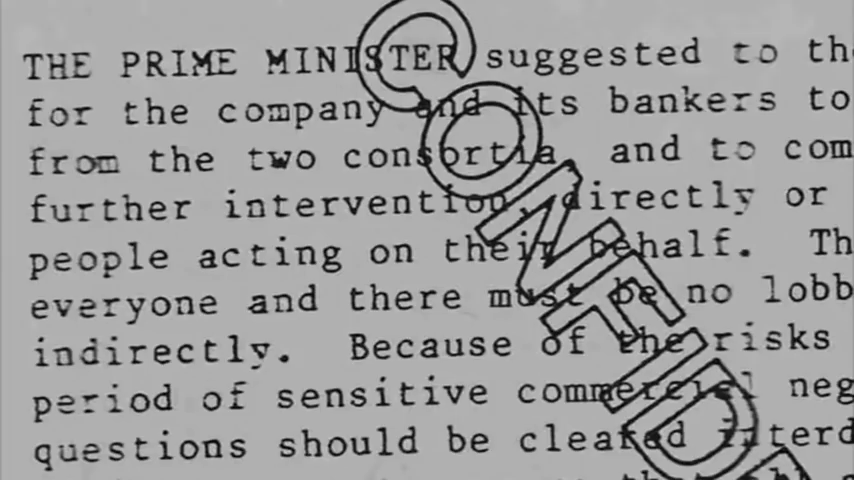 THE PRIME MINISTER suggested to th
for the company and its bankers to
from the two consortia, and to com
further intervention, directly or
people acting on their behalf. Th
everyone and there must be no lobb
indirectly. Because of the risks
period of sensitive commercial neg
questions should be cleared interd
CONFID